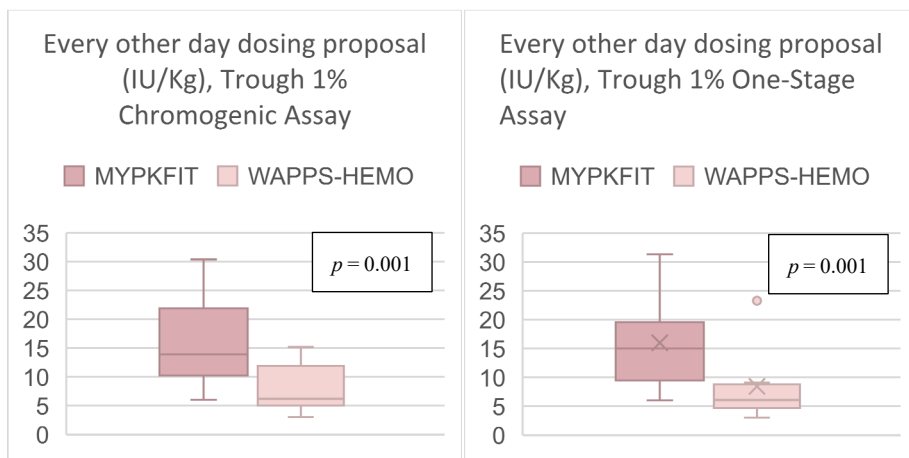 Every other day dosing proposal
(IU/Kg), Trough 1%
Chromogenic Assay
MYPKFIT WAPPS-HEMO
35
30
25
20
15
10
5
0
p = 0.001
Every other day dosing proposal
(IU/Kg), Trough 1% One-Stage
Assay
MYPKFIT WAPPS-HEMO
35
30
25
20
15
10
5
0
p = 0.001